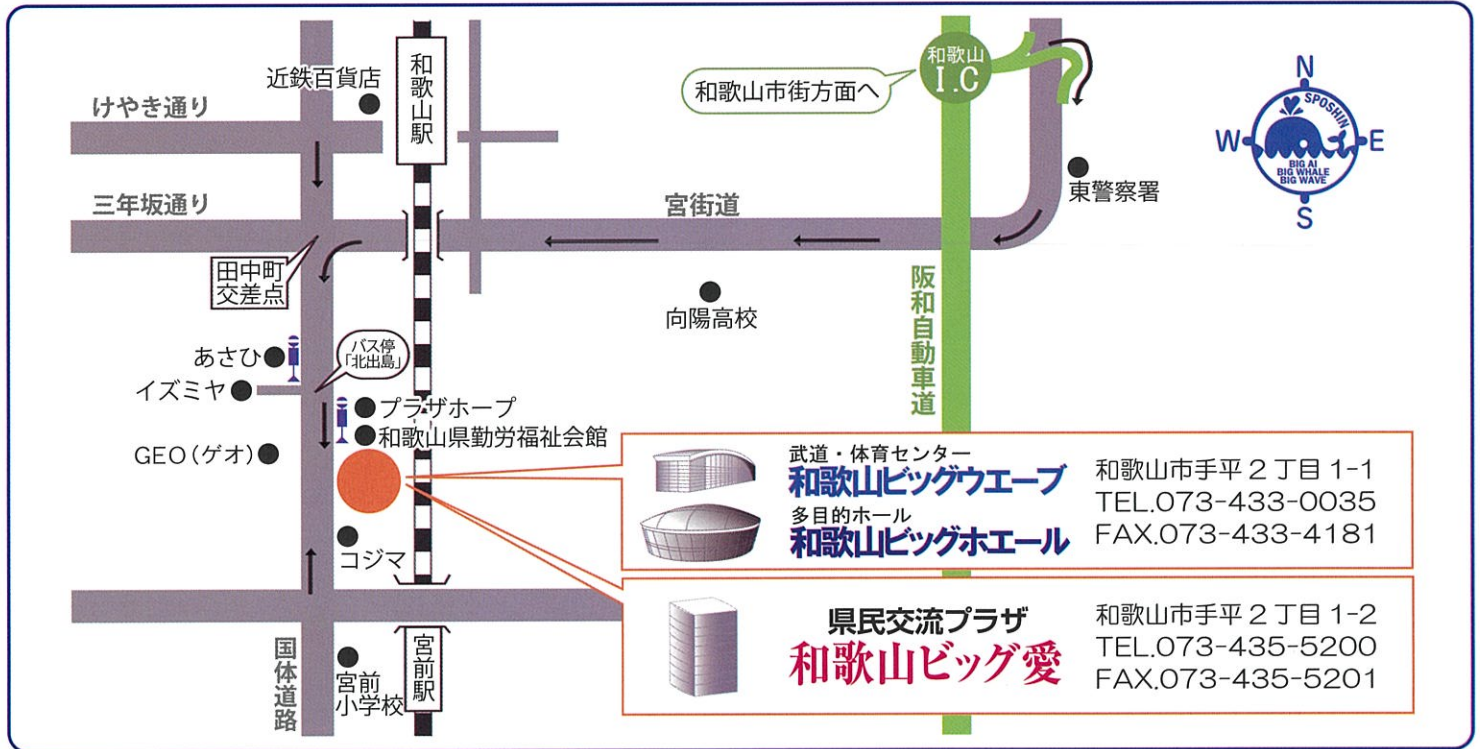 近鉄百貨店
けやき通り
和歌山駅
和歌山市街方面へ
和歌山
I.C
N
W
E
S
SPOSHIN
BIG AI
BIG WHALE
BIG WAVE
東警察署
三年坂通り
宮街道
田中町
交差点
向陽高校
阪和自動車道
あさひ
バス停
「北出島」
イズミヤ
プラザホープ
和歌山県勤労福祉会館
GEO(ゲオ)
コジマ
武道・体育センター
和歌山ビッグウエーブ
多目的ホール
和歌山ビッグホエール
和歌山市手平2丁目1-1
TEL.073-433-0035
FAX.073-433-4181
県民交流プラザ
和歌山ビッグ愛
和歌山市手平2丁目1-2
TEL.073-435-5200
FAX.073-435-5201
国体道路
宮前
小学校
宮前駅